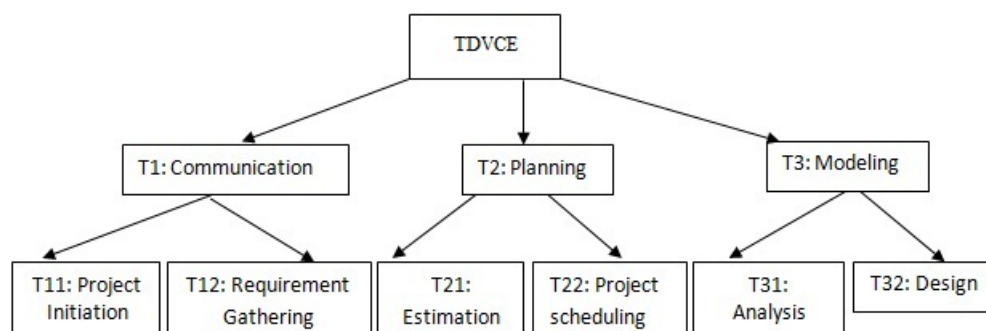 TDVCE
T1: Communication
T2: Planning
T3: Modeling
T11: Project
Initiation
T12: Requirement
Gathering
T21:
Estimation
T22: Project
scheduling
T31:
Analysis
T32: Design